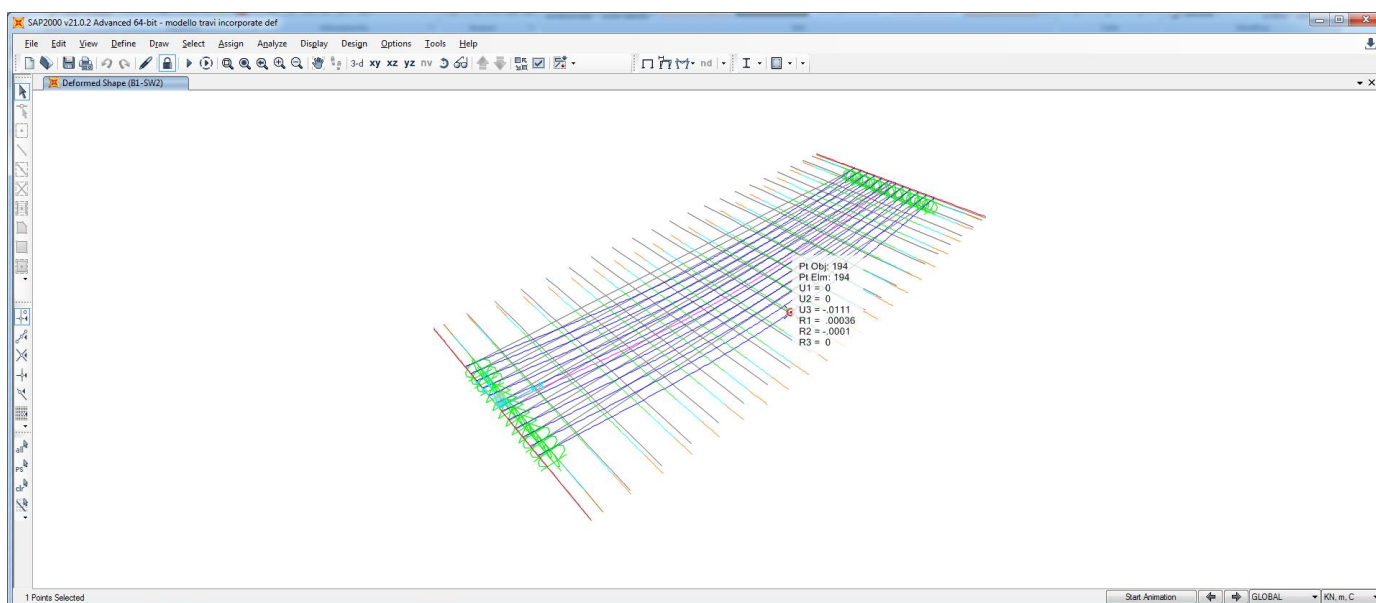 SAP2000 v21.0.2 Advanced 64-bit - modello travi incorporate def
File Edit View Define Draw Select Assign Analyze Display Design Options Tools Help
3-d xy xz yz nv nd
Deformed Shape (B1-SW2)
Pt Obj: 194
Pt Elm: 194
U1 = 0
U2 = 0
U3 = -.0111
R1 = .00036
R2 = -.0001
R3 = 0
all
ps
clr
1 Points Selected
Start Animation
GLOBAL
KN, m, C